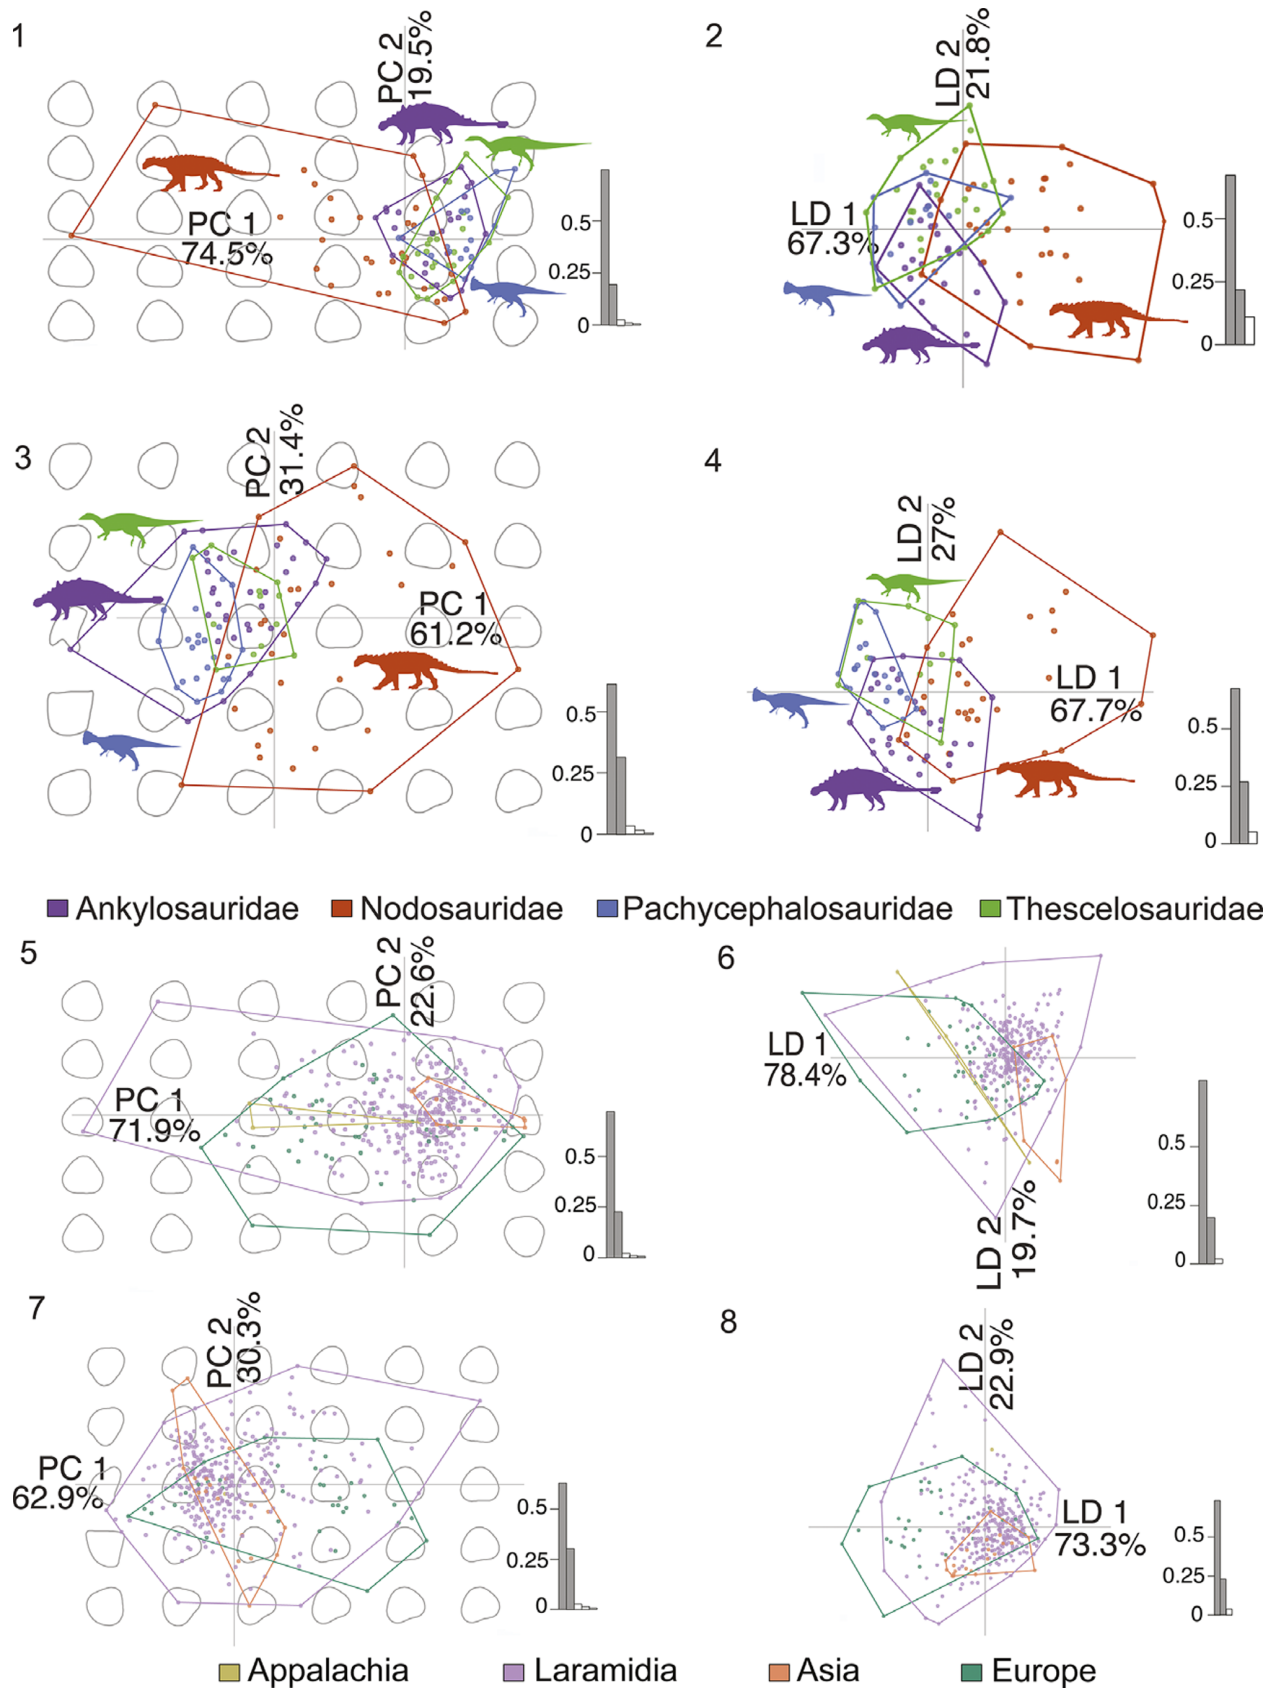 1
PC 2
19.5%
PC 1
74.5%
0.5
0.25
0
2
LD 2
21.8%
LD 1
67.3%
0.5
0.25
0
3
PC 2
31.4%
PC 1
61.2%
0.5
0.25
0
4
LD 2
27%
LD 1
67.7%
0.5
0.25
0
Ankylosauridae Nodosauridae Pachycephalosauridae Thescelosauridae
5
PC 2
22.6%
PC 1
71.9%
0.5
0.25
0
6
LD 1
78.4%
LD 2
19.7%
0.5
0.25
0
7
PC 2
30.3%
PC 1
62.9%
0.5
0.25
0
8
LD 2
22.9%
LD 1
73.3%
0.5
0.25
0
Appalachia Laramidia Asia Europe